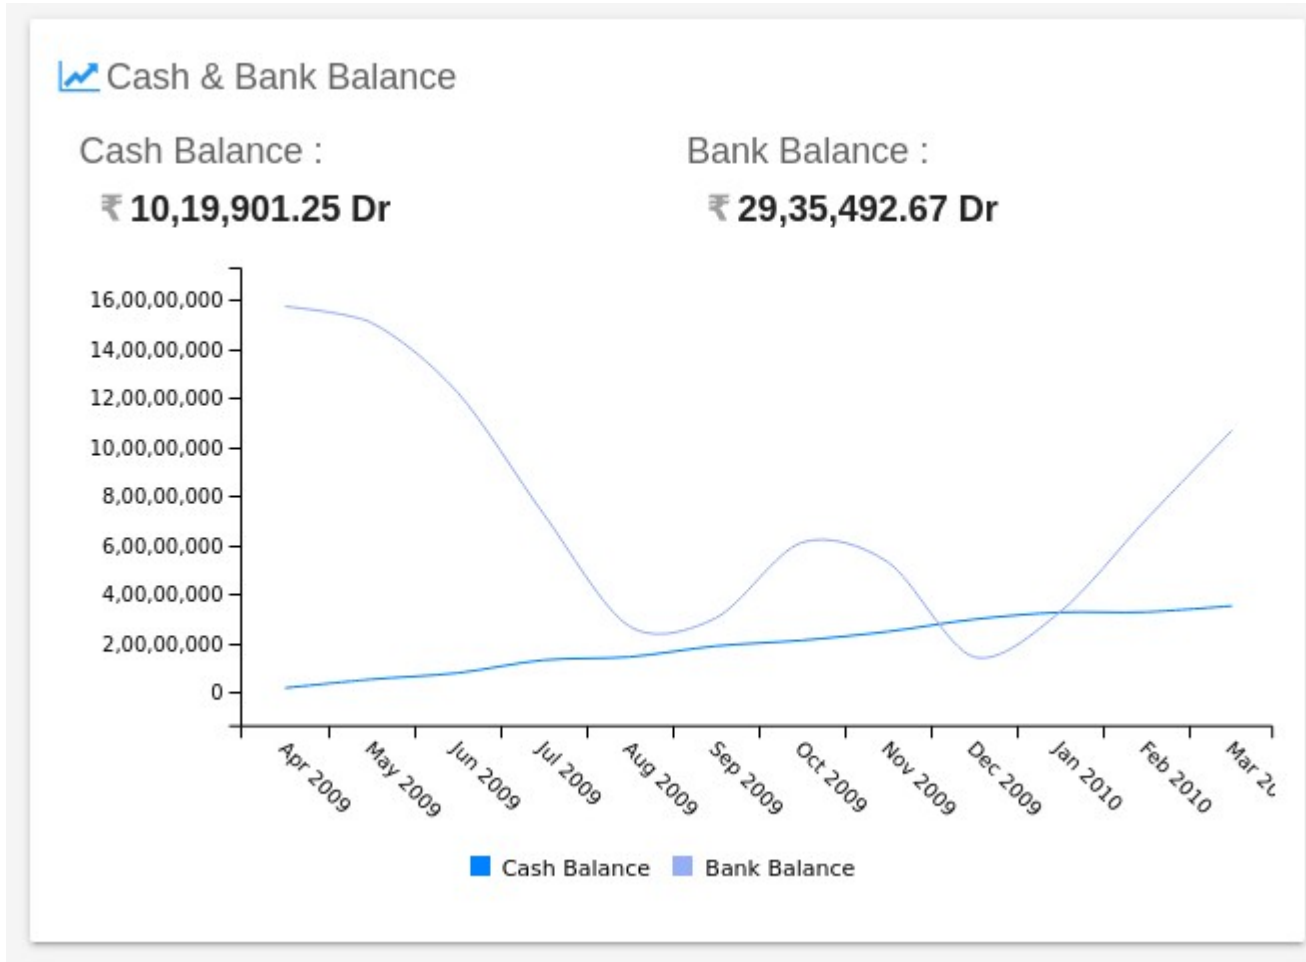 Cash & Bank Balance
Cash Balance :
₹ 10,19,901.25 Dr
Bank Balance :
₹ 29,35,492.67 Dr
16,00,00,000
14,00,00,000
12,00,00,000
10,00,00,000
8,00,00,000
6,00,00,000
4,00,00,000
2,00,00,000
0
Apr 2009
May 2009
Jun 2009
Jul 2009
Aug 2009
Sep 2009
Oct 2009
Nov 2009
Dec 2009
Jan 2010
Feb 2010
Mar
Cash Balance
Bank Balance